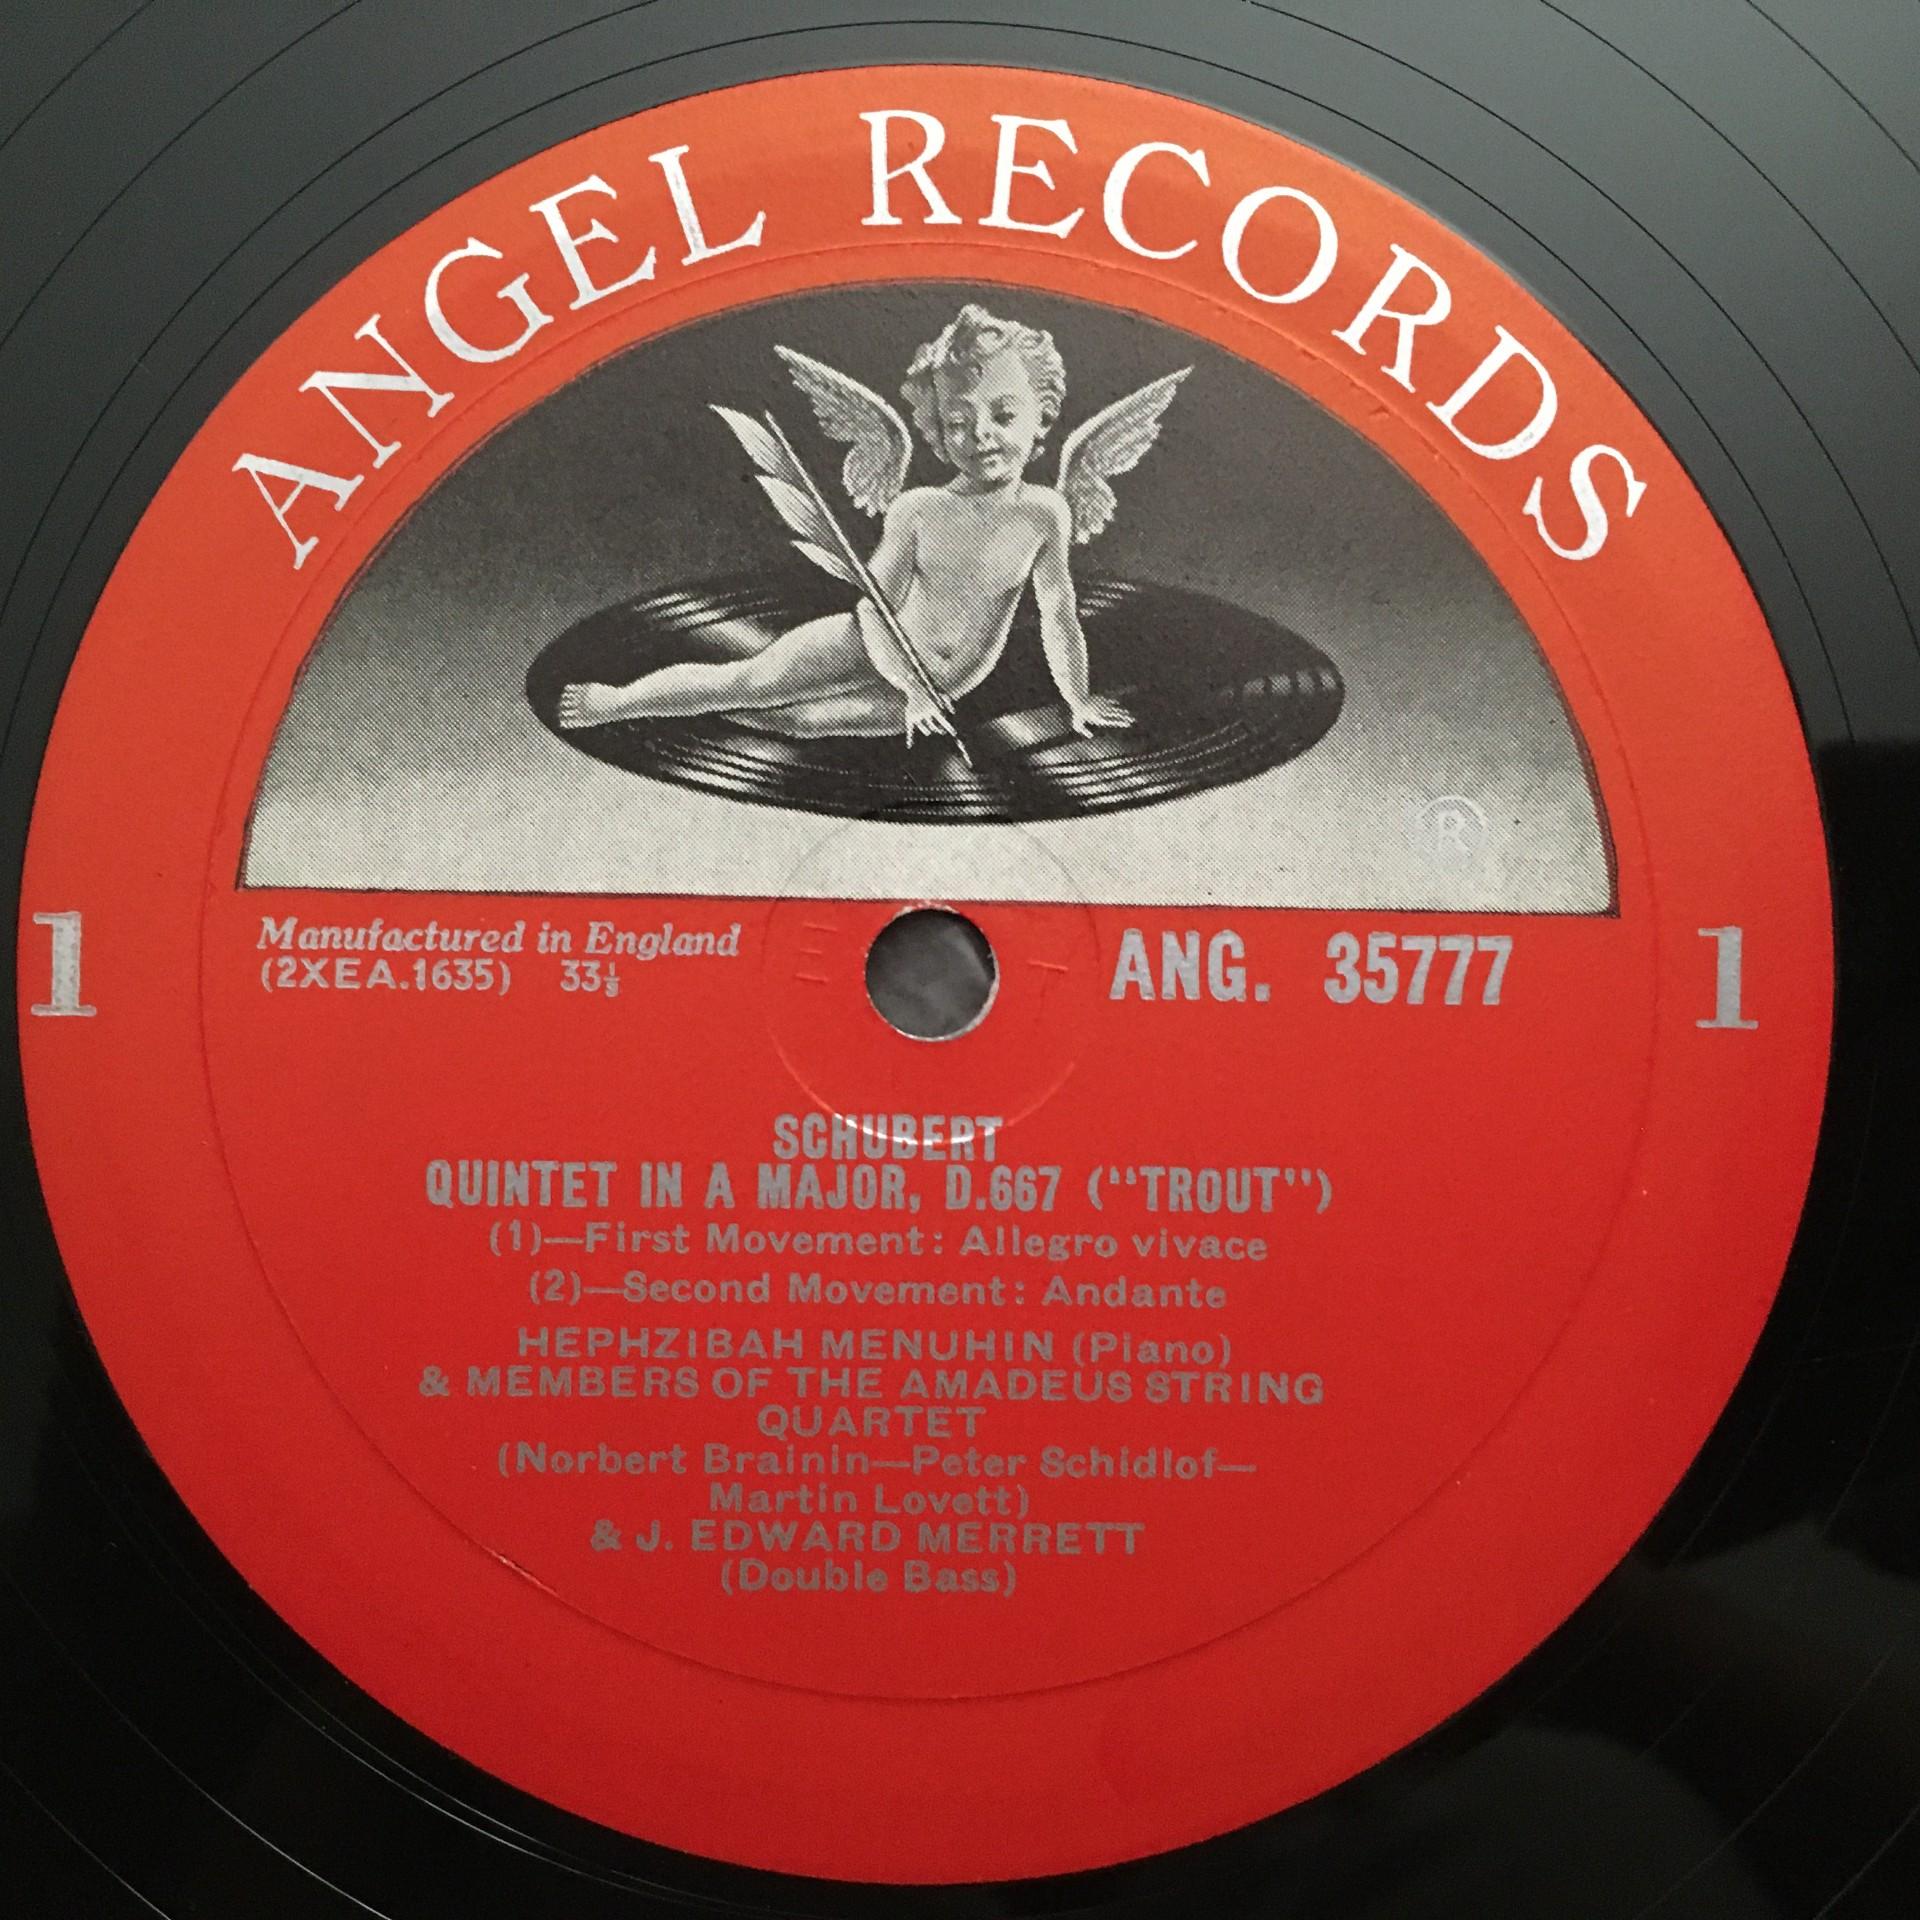 ANGEL RECORDS
®
1
Manufactured in England
(2XEA.1635) 33⅓
E T
ANG. 35777
1
SCHUBERT
QUINTET IN A MAJOR, D.667 ("TROUT")
(1)—First Movement: Allegro vivace
(2)—Second Movement: Andante
HEPHZIBAH MENUHIN (Piano)
& MEMBERS OF THE AMADEUS STRING
QUARTET
(Norbert Brainin—Peter Schidlof—
Martin Lovett)
& J. EDWARD MERRETT
(Double Bass)